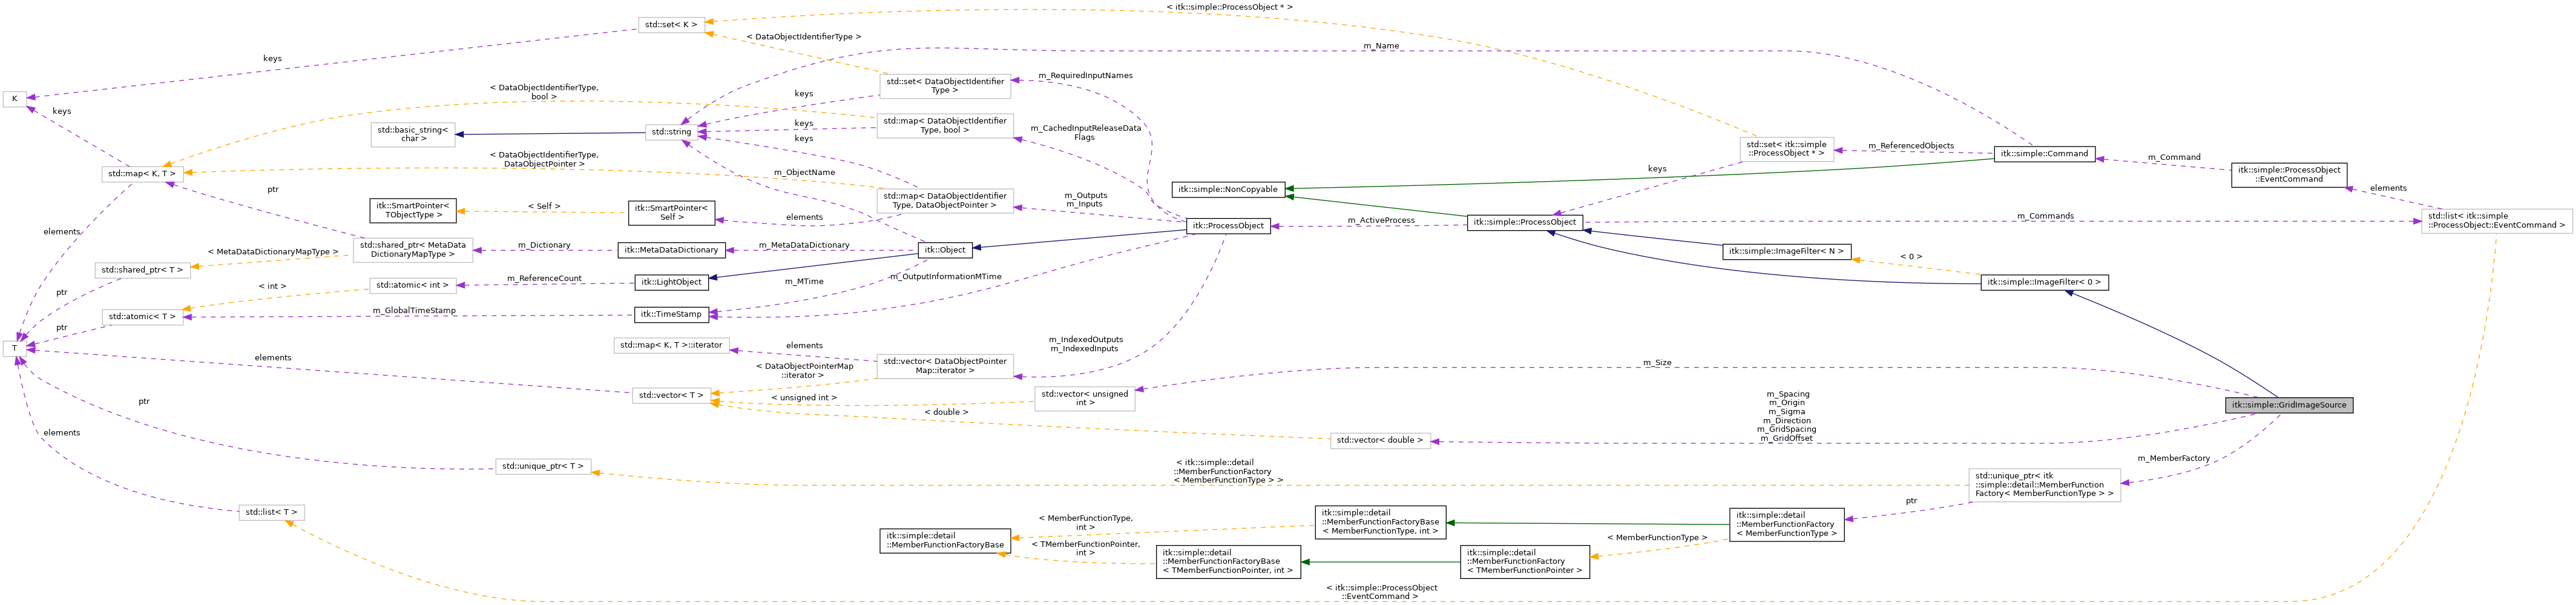 < itk::simple::ProcessObject * >
std::set< K >
< DataObjectIdentifierType >
m_Name
keys
m_RequiredInputNames
std::set< DataObjectIdentifier
Type >
< DataObjectIdentifierType,
bool >
keys
K
keys
std::map< DataObjectIdentifier
Type, bool >
keys
m_CachedInputReleaseData
Flags
std::basic_string<
char >
std::string
keys
std::set< itk::simple
::ProcessObject * >
m_ReferencedObjects
itk::simple::Command
m_Command
itk::simple::ProcessObject
::EventCommand
< DataObjectIdentifierType,
DataObjectPointer >
m_ObjectName
keys
std::map< K, T >
ptr
itk::simple::NonCopyable
elements
std::map< DataObjectIdentifier
Type, DataObjectPointer >
m_Outputs
m_Inputs
itk::SmartPointer<
TObjectType >
< Self >
itk::SmartPointer<
Self >
elements
itk::ProcessObject
m_ActiveProcess
itk::simple::ProcessObject
m_Commands
std::list< itk::simple
::ProcessObject::EventCommand >
elements
std::shared_ptr< MetaData
DictionaryMapType >
m_Dictionary
itk::MetaDataDictionary
m_MetaDataDictionary
itk::Object
itk::simple::ImageFilter< N >
< MetaDataDictionaryMapType >
< 0 >
std::shared_ptr< T >
m_ReferenceCount
itk::LightObject
m_MTime
m_OutputInformationMTime
itk::simple::ImageFilter< 0 >
ptr
< int >
std::atomic< int >
std::atomic< T >
m_GlobalTimeStamp
itk::TimeStamp
ptr
T
std::map< K, T >::iterator
elements
m_IndexedOutputs
m_IndexedInputs
elements
std::vector< DataObjectPointer
Map::iterator >
< DataObjectPointerMap
::iterator >
m_Size
std::vector< T >
< unsigned int >
std::vector< unsigned
int >
ptr
< double >
m_Spacing
m_Origin
m_Sigma
m_Direction
m_GridSpacing
m_GridOffset
itk::simple::GridImageSource
std::vector< double >
elements
m_MemberFactory
std::unique_ptr< T >
< itk::simple::detail
::MemberFunctionFactory
< MemberFunctionType > >
std::unique_ptr< itk
::simple::detail::MemberFunction
Factory< MemberFunctionType > >
ptr
std::list< T >
< MemberFunctionType,
int >
itk::simple::detail
::MemberFunctionFactoryBase
< MemberFunctionType, int >
itk::simple::detail
::MemberFunctionFactory
< MemberFunctionType >
itk::simple::detail
::MemberFunctionFactoryBase
< TMemberFunctionPointer,
int >
itk::simple::detail
::MemberFunctionFactoryBase
< TMemberFunctionPointer, int >
itk::simple::detail
::MemberFunctionFactory
< TMemberFunctionPointer >
< MemberFunctionType >
< itk::simple::ProcessObject
::EventCommand >